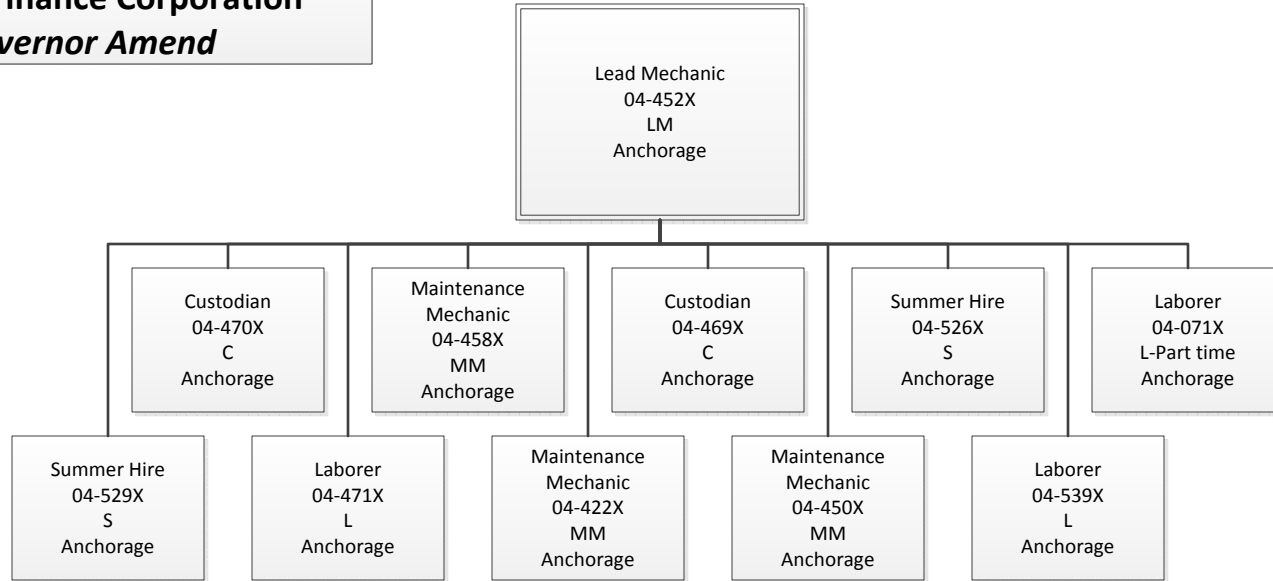 Finance Corporation
vernor Amend
Lead Mechanic
04-452X
LM
Anchorage
Custodian
04-470X
C
Anchorage
Maintenance
Mechanic
04-458X
MM
Anchorage
Custodian
04-469X
C
Anchorage
Summer Hire
04-526X
S
Anchorage
Laborer
04-071X
L-Part time
Anchorage
Summer Hire
04-529X
S
Anchorage
Laborer
04-471X
L
Anchorage
Maintenance
Mechanic
04-422X
MM
Anchorage
Maintenance
Mechanic
04-450X
MM
Anchorage
Laborer
04-539X
L
Anchorage